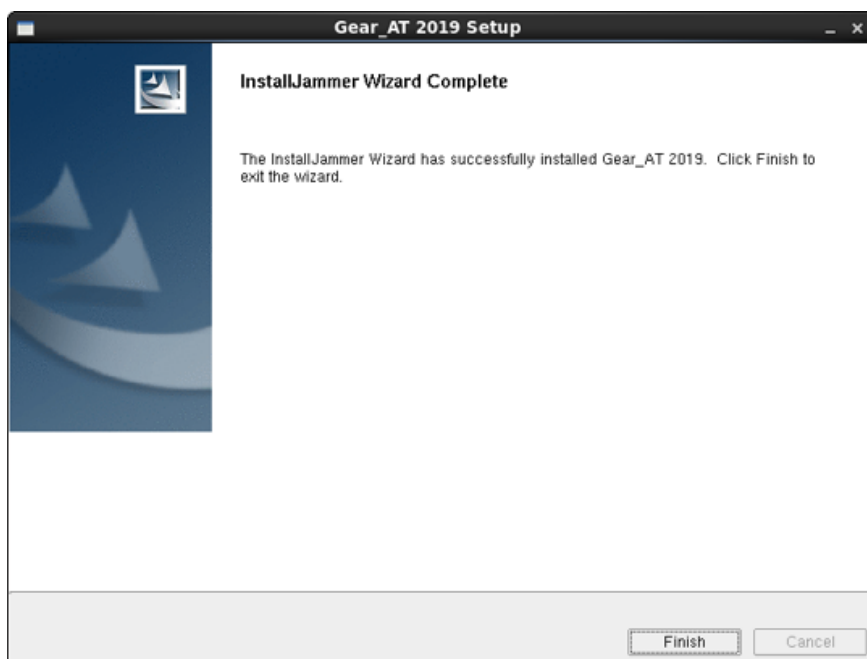 Gear_AT 2019 Setup
InstallJammer Wizard Complete
The InstallJammer Wizard has successfully installed Gear_AT 2019. Click Finish to
exit the wizard.
Finish
Cancel